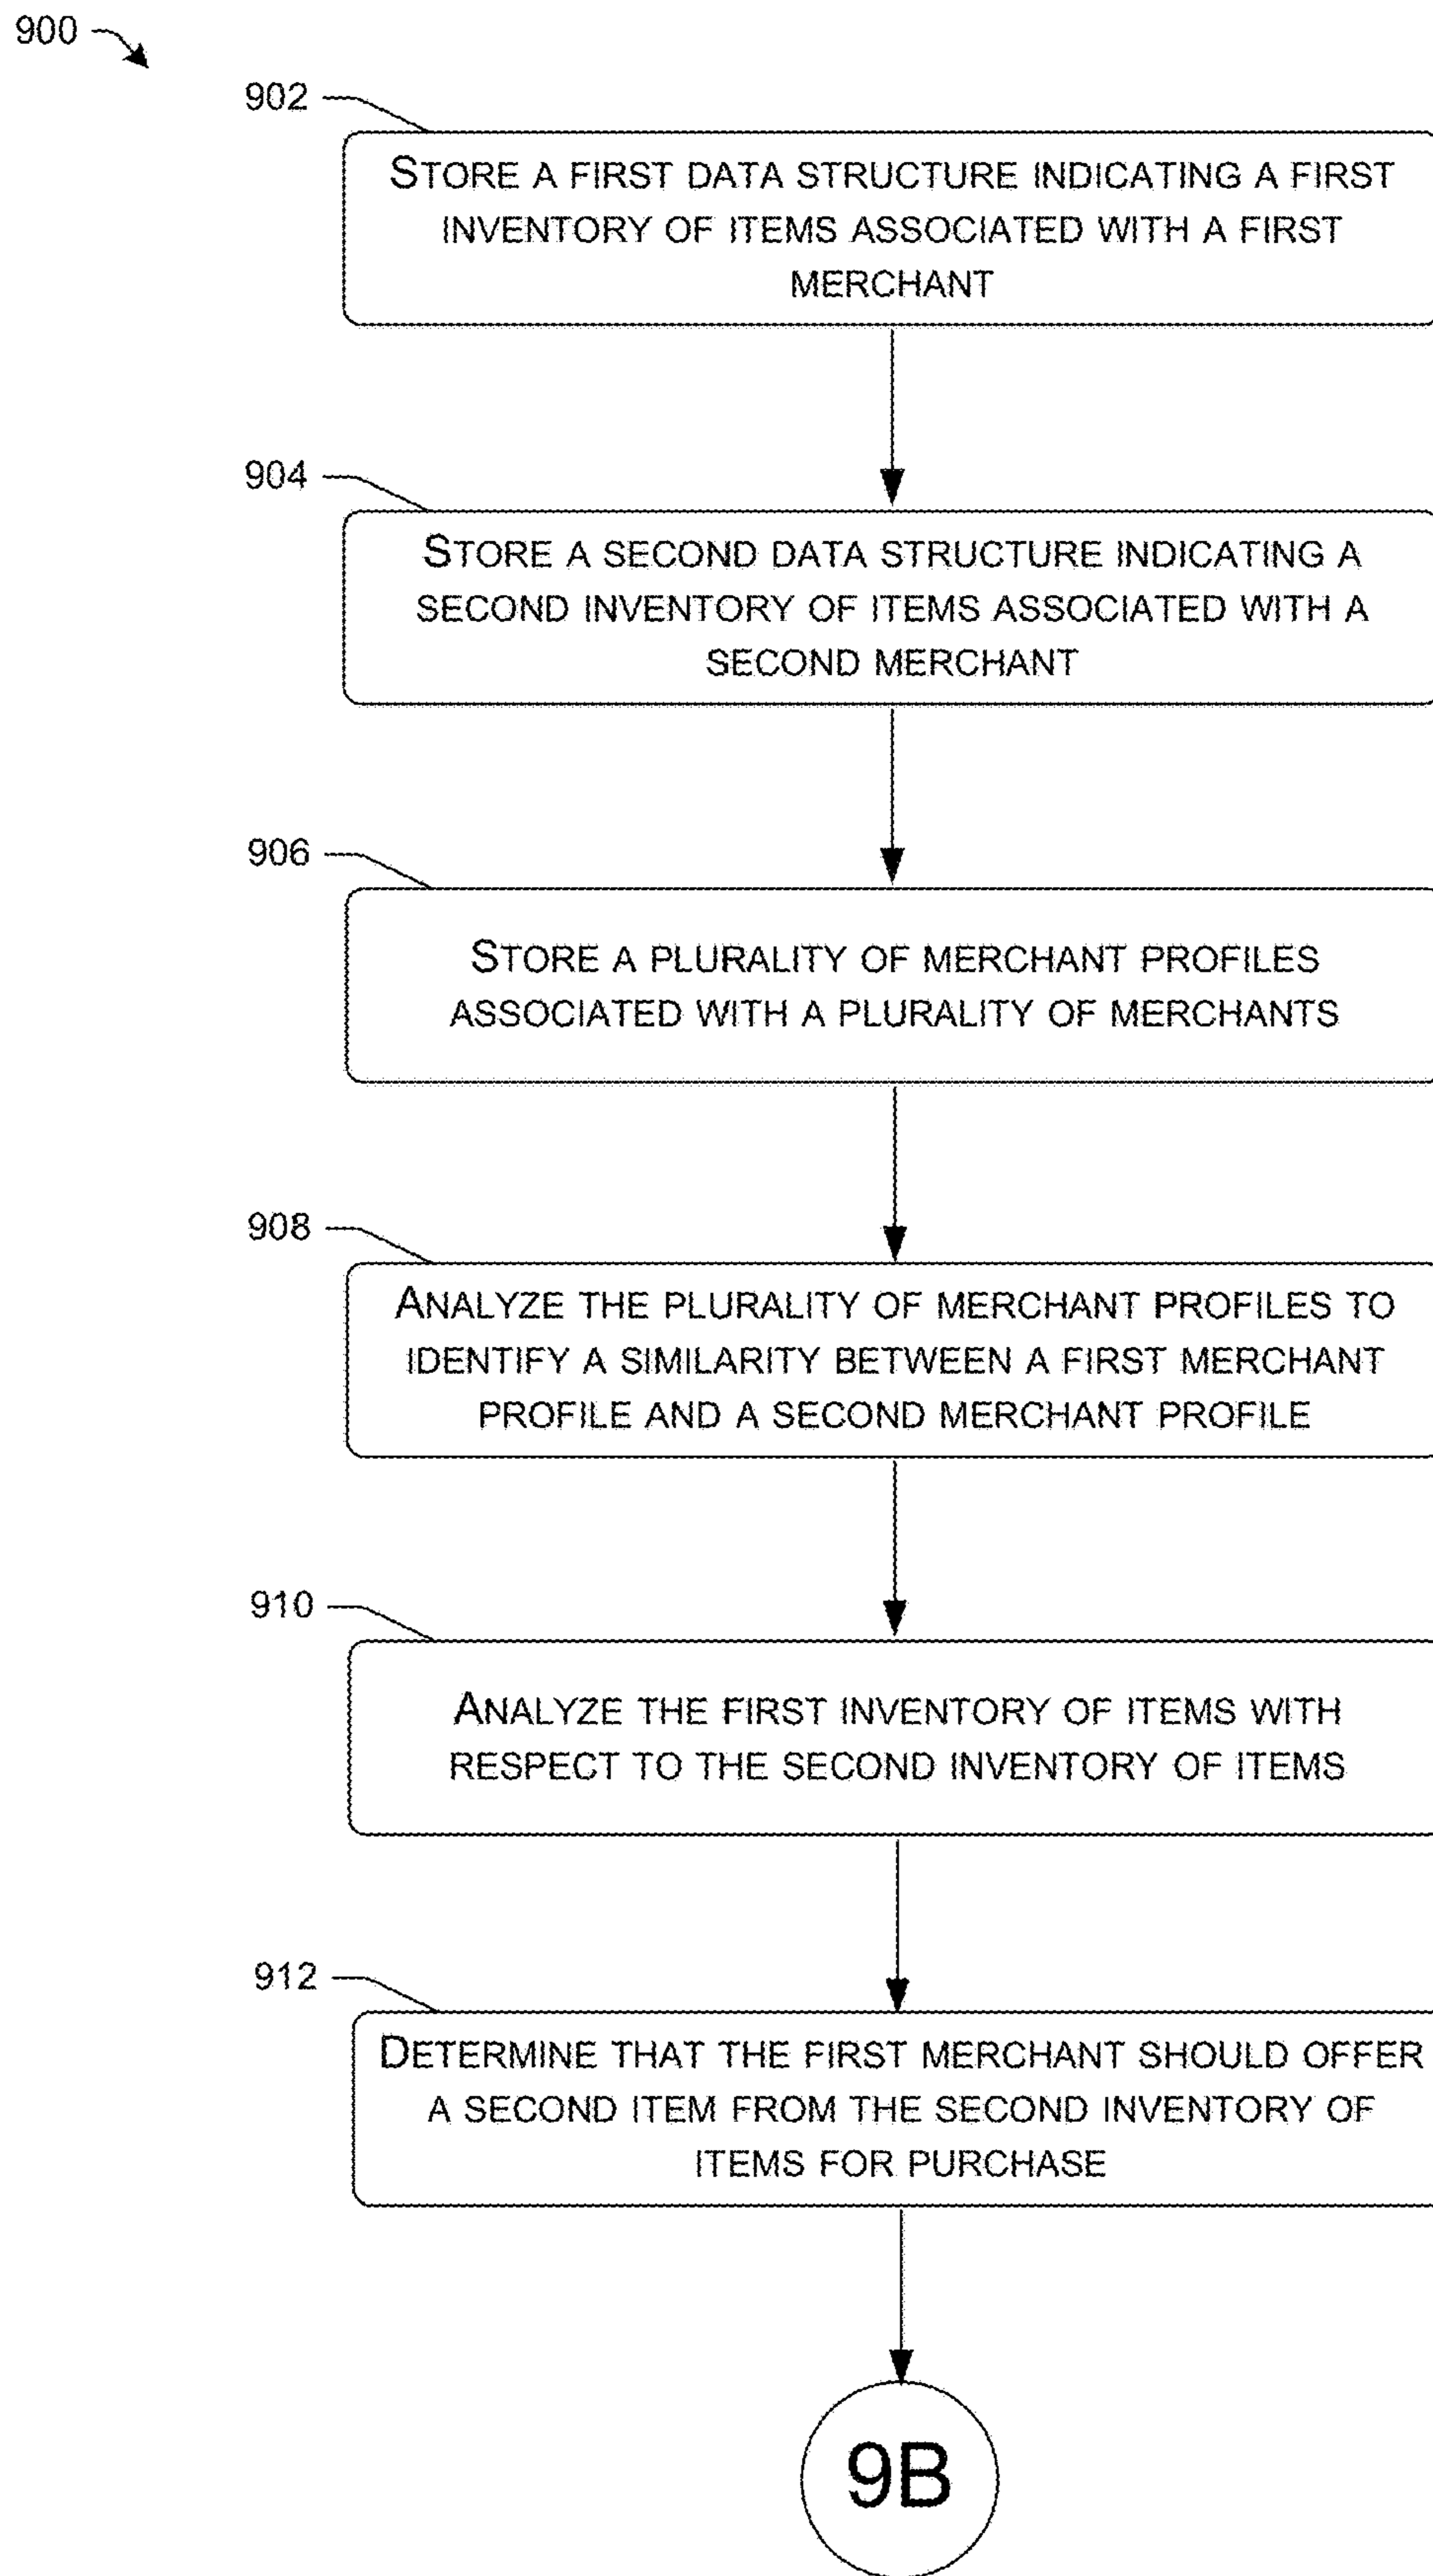 900
902
STORE A FIRST DATA STRUCTURE INDICATING A FIRST
INVENTORY OF ITEMS ASSOCIATED WITH A FIRST
MERCHANT
904
STORE A SECOND DATA STRUCTURE INDICATING A
SECOND INVENTORY OF ITEMS ASSOCIATED WITH A
SECOND MERCHANT
906
STORE A PLURALITY OF MERCHANT PROFILES
ASSOCIATED WITH A PLURALITY OF MERCHANTS
908
ANALYZE THE PLURALITY OF MERCHANT PROFILES TO
IDENTIFY A SIMILARITY BETWEEN A FIRST MERCHANT
PROFILE AND A SECOND MERCHANT PROFILE
910
ANALYZE THE FIRST INVENTORY OF ITEMS WITH
RESPECT TO THE SECOND INVENTORY OF ITEMS
912
DETERMINE THAT THE FIRST MERCHANT SHOULD OFFER
A SECOND ITEM FROM THE SECOND INVENTORY OF
ITEMS FOR PURCHASE
9B